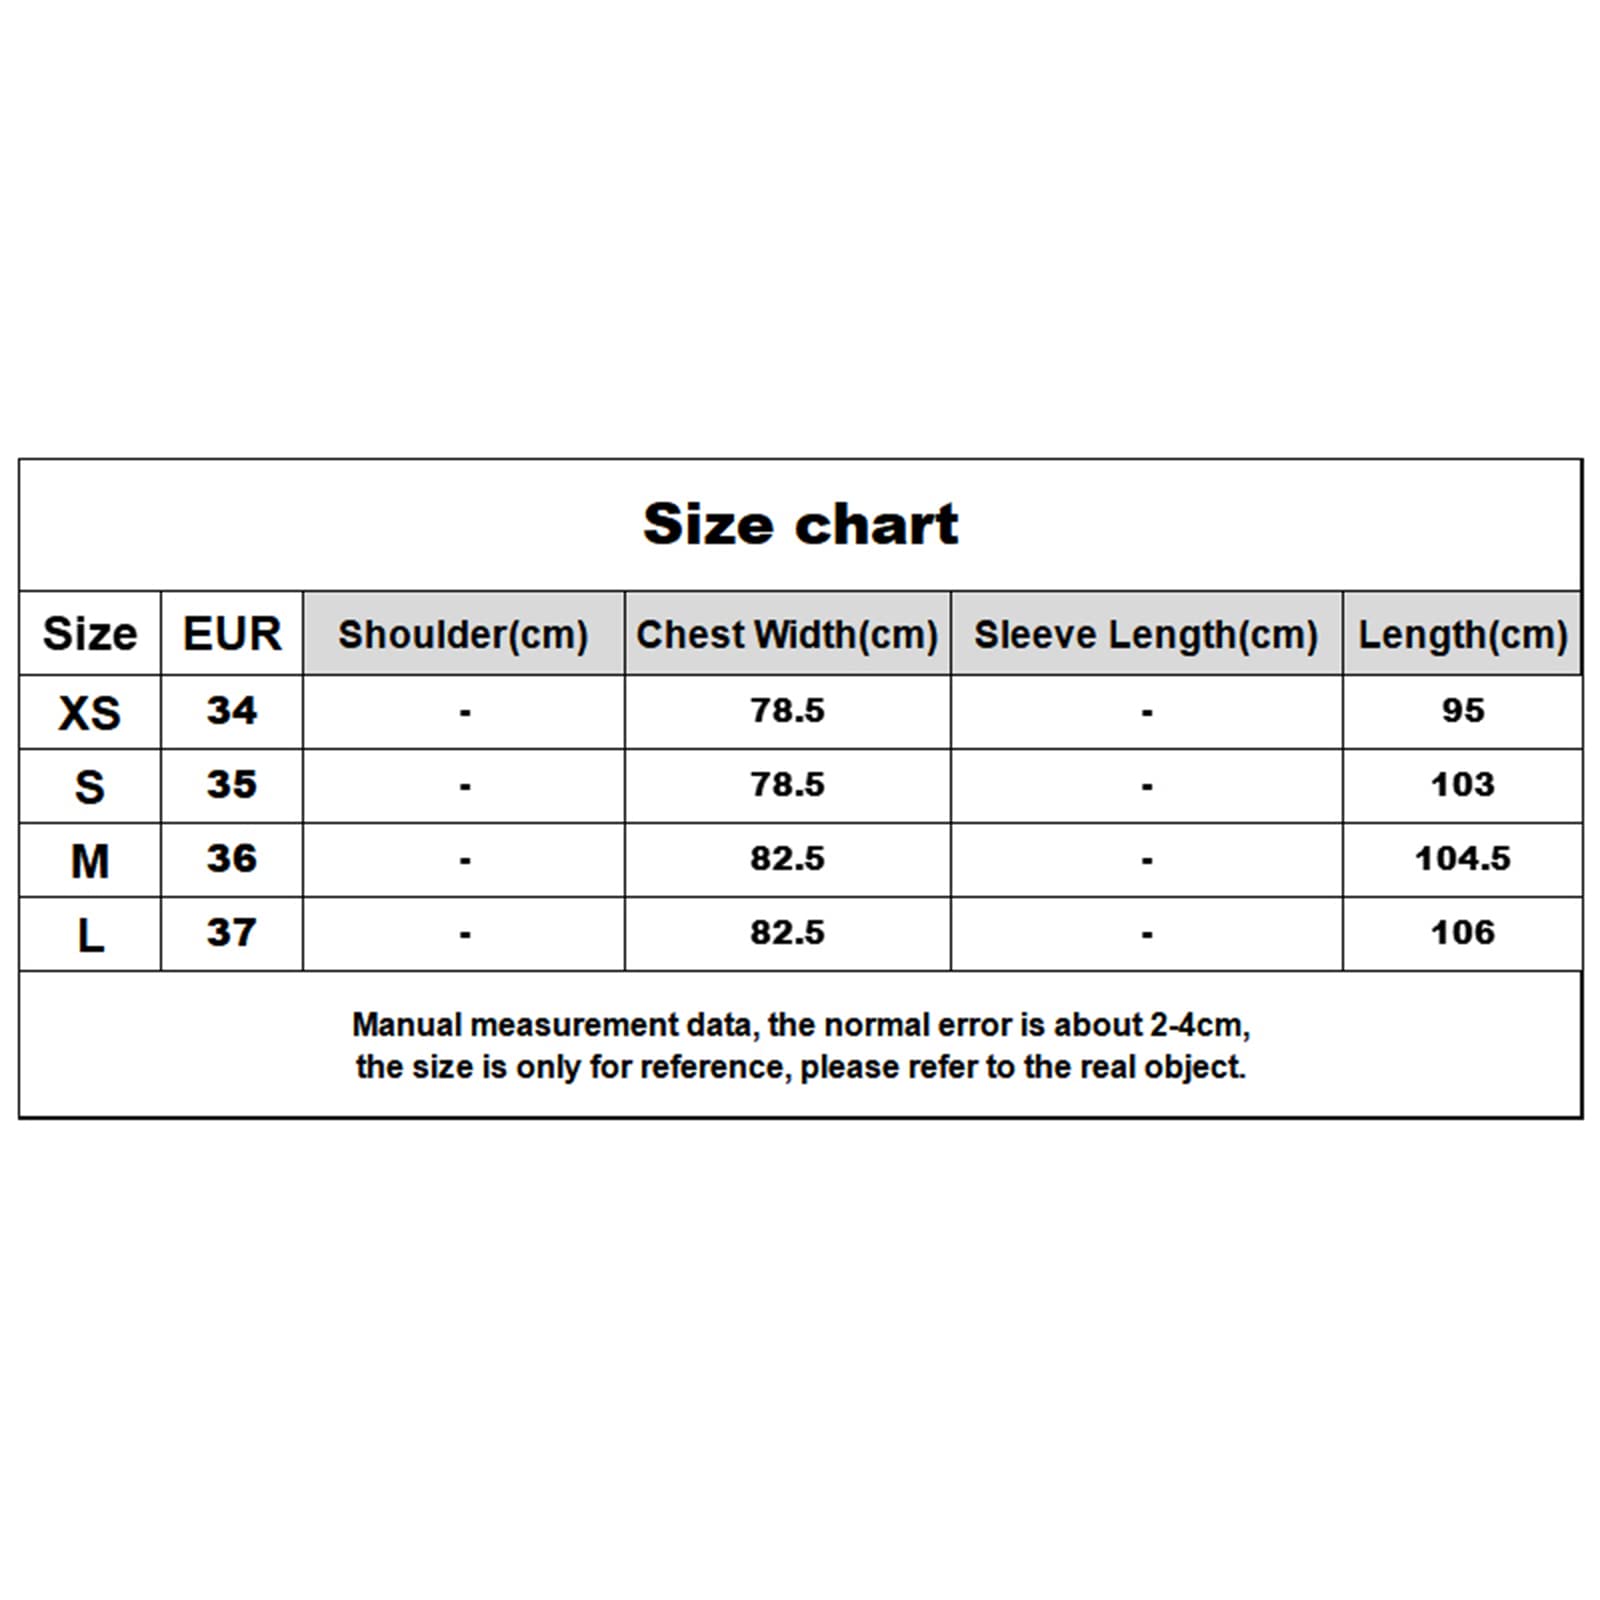 Size chart
Size EUR Shoulder(cm) Chest Width(cm) Sleeve Length(cm) Length(cm)
XS 34 - 78.5 - 95
S 35 - 78.5 - 103
M 36 - 82.5 - 104.5
L 37 - 82.5 - 106
Manual measurement data, the normal error is about 2-4cm,
the size is only for reference, please refer to the real object.